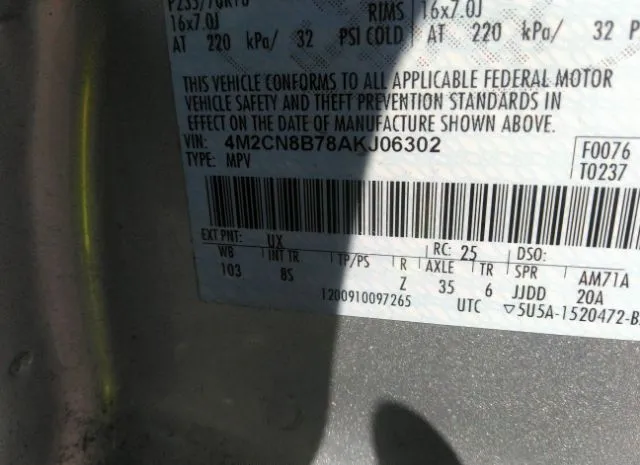 RIMS
16x7.0J 16x7.0J
AT 220 kPa/ 32 PSI COLD AT 220 kPa/ 32 P
THIS VEHICLE CONFORMS TO ALL APPLICABLE FEDERAL MOTOR
VEHICLE SAFETY AND THEFT PREVENTION STANDARDS IN
EFFECT ON THE DATE OF MANUFACTURE SHOWN ABOVE.
VIN: 4M2CN8B78AKJ06302
TYPE: MPV
F0076
T0237
EXT PNT: UX RC: 25 DSO:
WB INT TR TP/PS R AXLE TR SPR AM71A
103 8S Z 35 6 JJDD 20A
1200910097265 UTC ▽5U5A-1520472-B